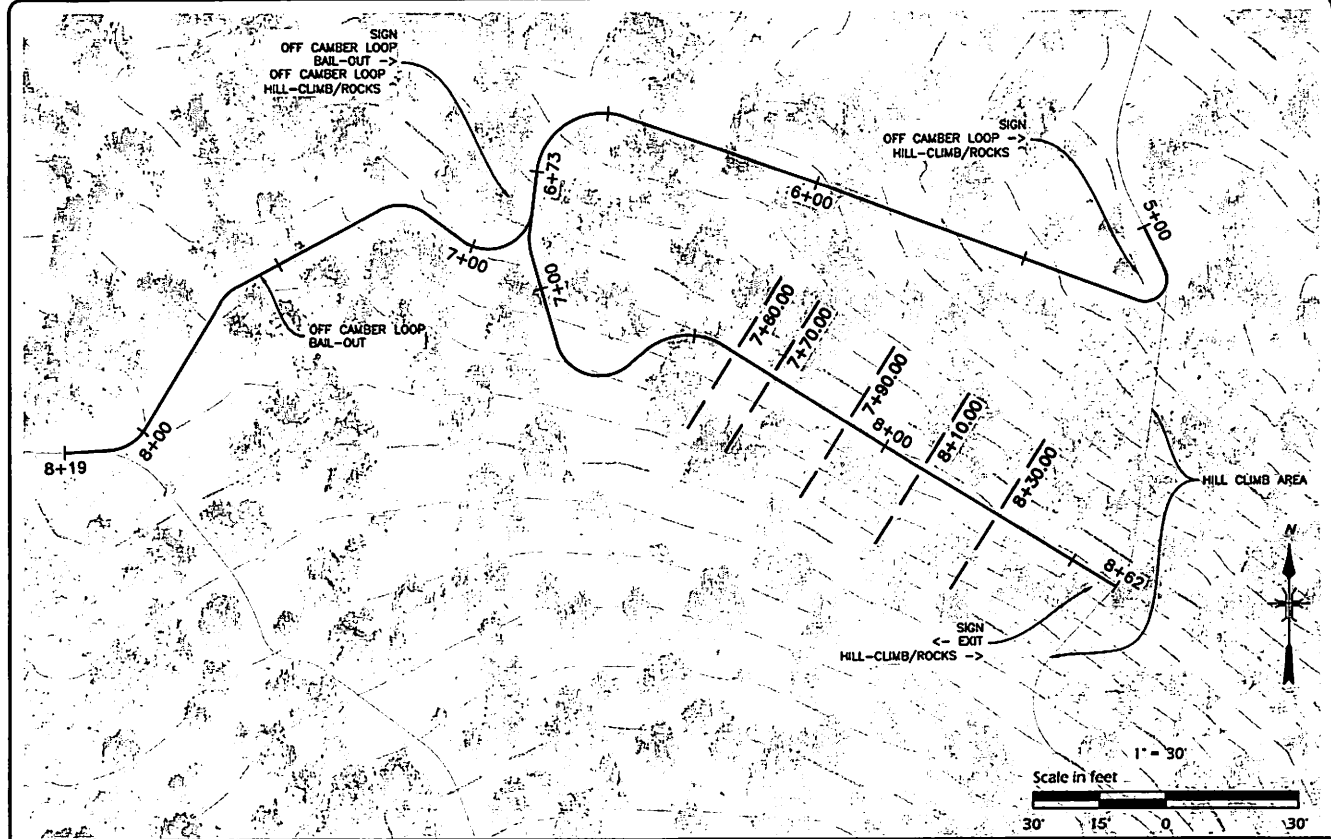 SIGN
OFF CAMBER LOOP
BAIL-OUT ->
OFF CAMBER LOOP
HILL-CLIMB/ROCKS
SIGN
OFF CAMBER LOOP ->
HILL-CLIMB/ROCKS
6+73
6+00
5+00
7+00
7+00
OFF CAMBER LOOP
BAIL-OUT
7+60.00
7+70.00
7+90.00
8+00
8+10.00
8+30.00
8+00
8+19
HILL CLIMB AREA
8+62
N
SIGN
<- EXIT
HILL-CLIMB/ROCKS ->
1" = 30'
Scale in feet
30' 15' 0 30'